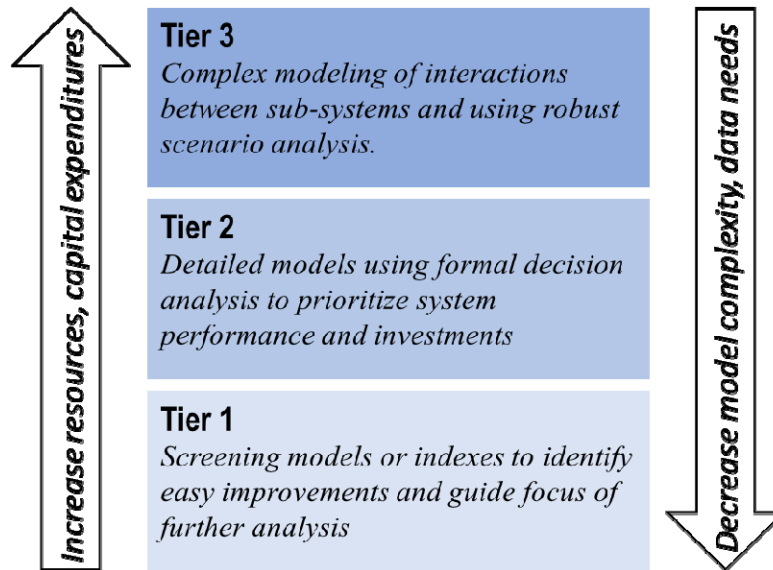 Increase resources, capital expenditures
Tier 3
Complex modeling of interactions
between sub-systems and using robust
scenario analysis.
Tier 2
Detailed models using formal decision
analysis to prioritize system
performance and investments
Tier 1
Screening models or indexes to identify
easy improvements and guide focus of
further analysis
Decrease model complexity, data needs